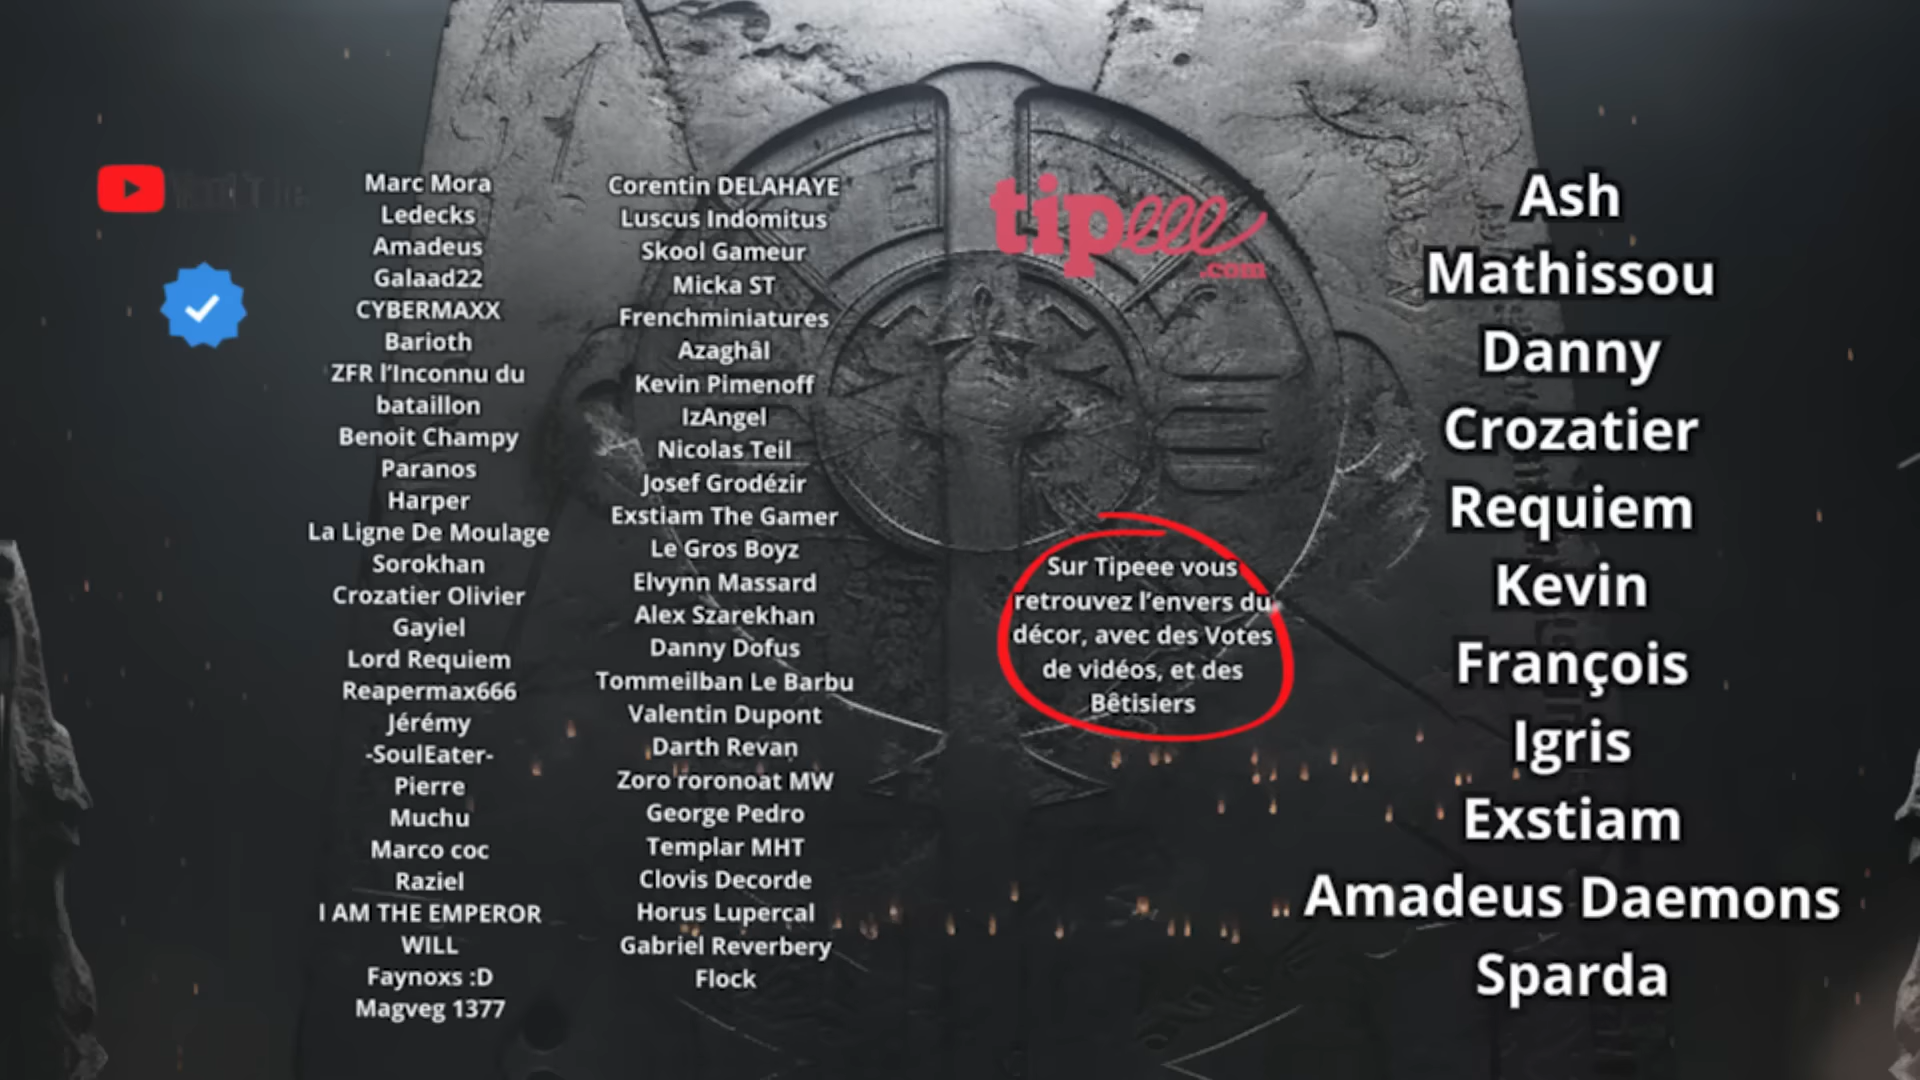 Marc Mora
Ledecks
Amadeus
Galaad22
CYBERMAXX
Barioth
ZFR l’Inconnu du
bataillon
Benoit Champy
Paranos
Harper
La Ligne De Moulage
Sorokhan
Crozatier Olivier
Gayiel
Lord Requiem
Reapermax666
Jérémy
-SoulEater-
Pierre
Muchu
Marco coc
Raziel
I AM THE EMPEROR
WILL
Faynoxs :D
Magveg 1377
Corentin DELAHAYE
Luscus Indomitus
Skool Gameur
Micka ST
Frenchminiatures
Azaghâl
Kevin Pimenoff
IzAngel
Nicolas Teil
Josef Grodézir
Exstiam The Gamer
Le Gros Boyz
Elvynn Massard
Alex Szarekhan
Danny Dofus
Tommeilban Le Barbu
Valentin Dupont
Darth Revan
Zoro roronoat MW
George Pedro
Templar MHT
Clovis Decorde
Horus Lupercal
Gabriel Reverbery
Flock
tipeee
.com
Sur Tipeee vous
retrouvez l’envers du
décor, avec des Votes
de vidéos, et des
Bêtisiers
Ash
Mathissou
Danny
Crozatier
Requiem
Kevin
François
Igris
Exstiam
Amadeus Daemons
Sparda